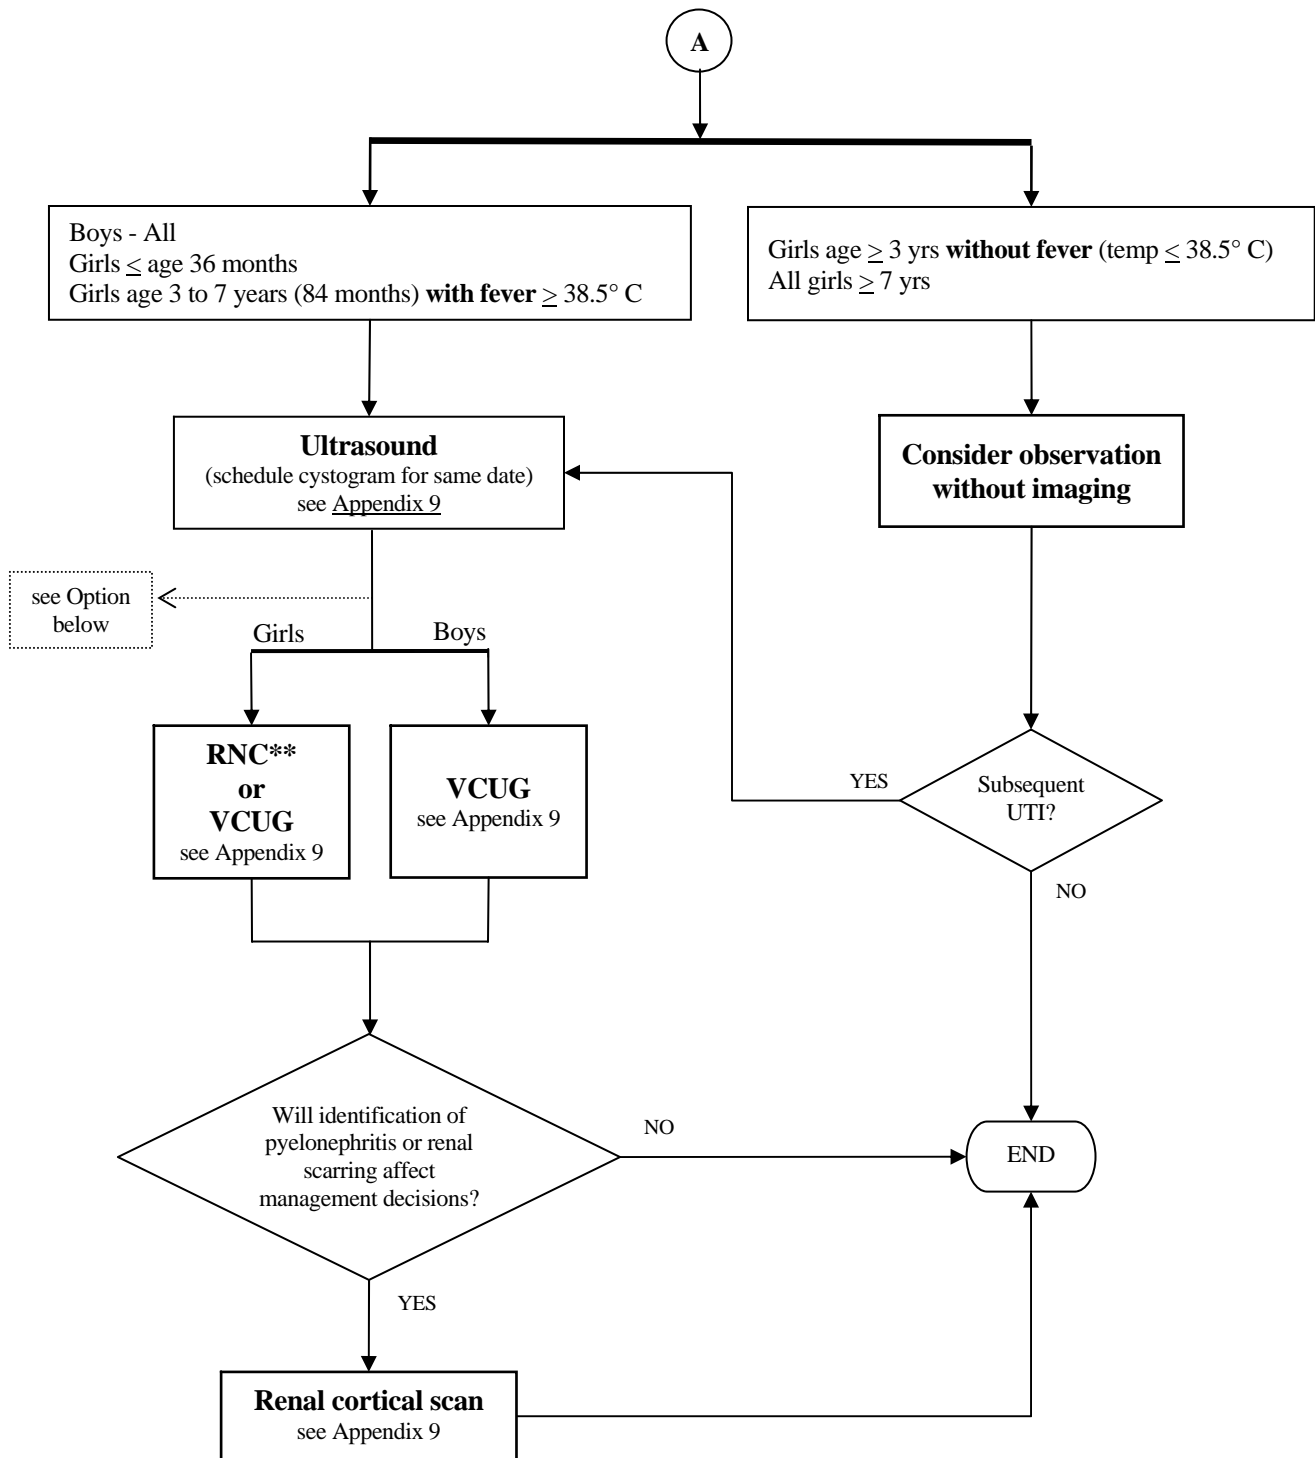 A
Boys - All
Girls ≤ age 36 months
Girls age 3 to 7 years (84 months) with fever ≥ 38.5° C
Girls age ≥ 3 yrs without fever (temp ≤ 38.5° C)
All girls ≥ 7 yrs
Ultrasound
(schedule cystogram for same date)
see Appendix 9
Consider observation
without imaging
see Option
below
Girls
Boys
RNC**
or
VCUG
see Appendix 9
VCUG
see Appendix 9
YES
Subsequent
UTI?
NO
Will identification of
pyelonephritis or renal
scarring affect
management decisions?
NO
END
YES
Renal cortical scan
see Appendix 9